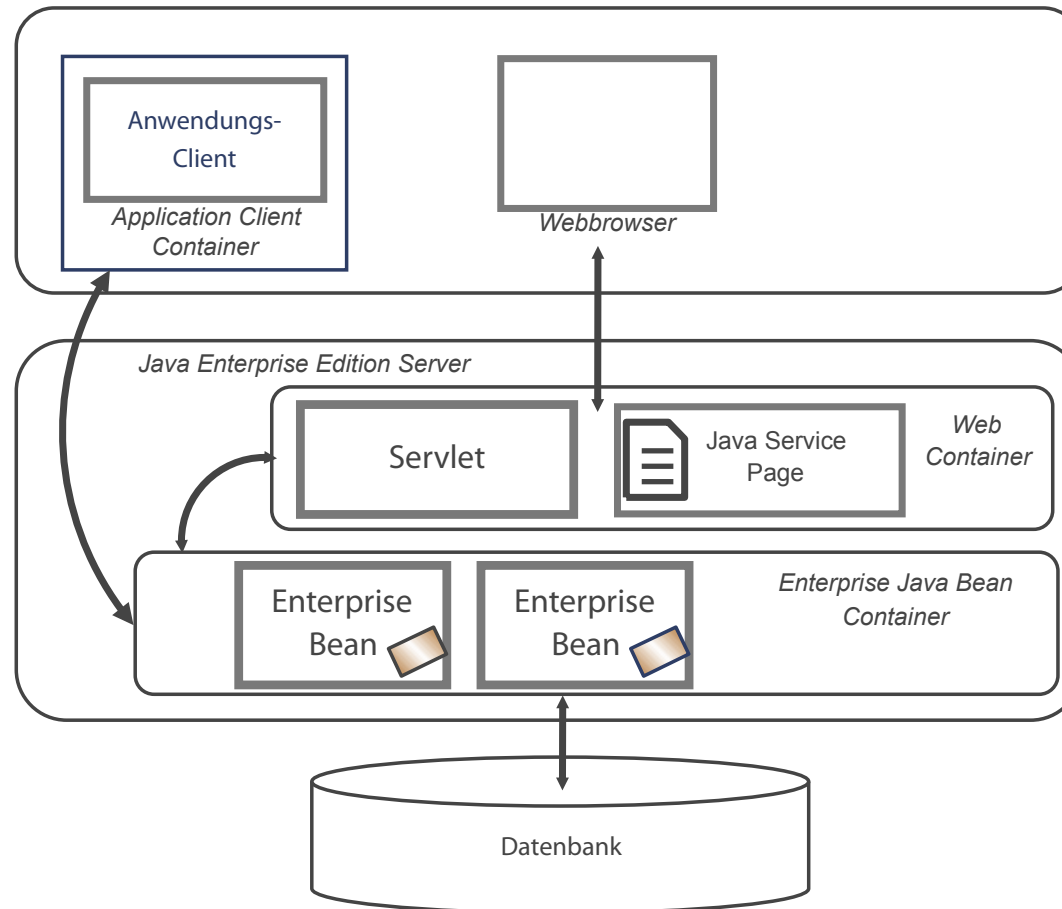 Anwendungs-
Client
Application Client
Container
Webbrowser
Java Enterprise Edition Server
Servlet
Java Service
Page
Web
Container
Enterprise
Bean
Enterprise
Bean
Enterprise Java Bean
Container
Datenbank